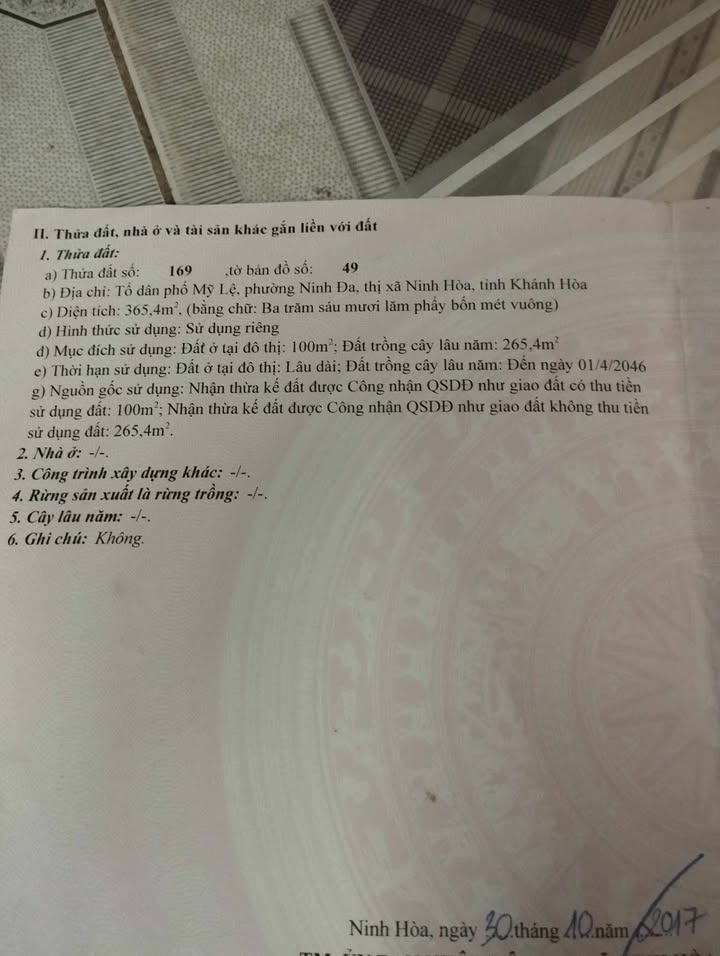 II. Thửa đất, nhà ở và tài sản khác gắn liền với đất
1. Thửa đất:
a) Thửa đất số: 169 ,tờ bản đồ số: 49
b) Địa chỉ: Tổ dân phố Mỹ Lệ, phường Ninh Đa, thị xã Ninh Hòa, tỉnh Khánh Hòa
c) Diện tích: 365,4m², (bằng chữ: Ba trăm sáu mươi lăm phẩy bốn mét vuông)
d) Hình thức sử dụng: Sử dụng riêng
đ) Mục đích sử dụng: Đất ở tại đô thị: 100m²; Đất trồng cây lâu năm: 265,4m²
e) Thời hạn sử dụng: Đất ở tại đô thị: Lâu dài; Đất trồng cây lâu năm: Đến ngày 01/4/2046
g) Nguồn gốc sử dụng: Nhận thừa kế đất được Công nhận QSDĐ như giao đất có thu tiền
sử dụng đất: 100m²; Nhận thừa kế đất được Công nhận QSDĐ như giao đất không thu tiền
sử dụng đất: 265,4m².
2. Nhà ở: -/-.
3. Công trình xây dựng khác: -/-.
4. Rừng sản xuất là rừng trồng: -/-.
5. Cây lâu năm: -/-.
6. Ghi chú: Không.
Ninh Hòa, ngày 30 tháng 10 năm 2017